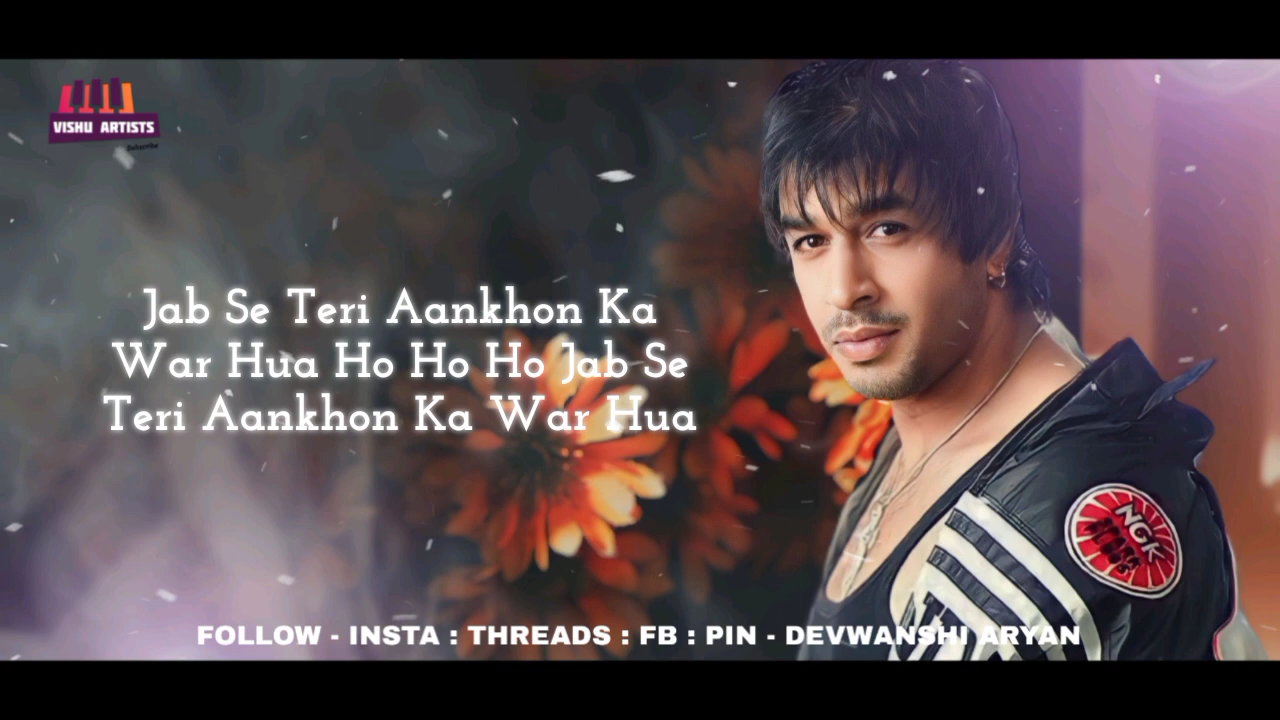 VISHU ARTISTS
Subscribe
Jab Se Teri Aankhon Ka
War Hua Ho Ho Ho Jab Se
Teri Aankhon Ka War Hua
NGK
FOLLOW - INSTA : THREADS : FB : PIN - DEVWANSHI ARYAN